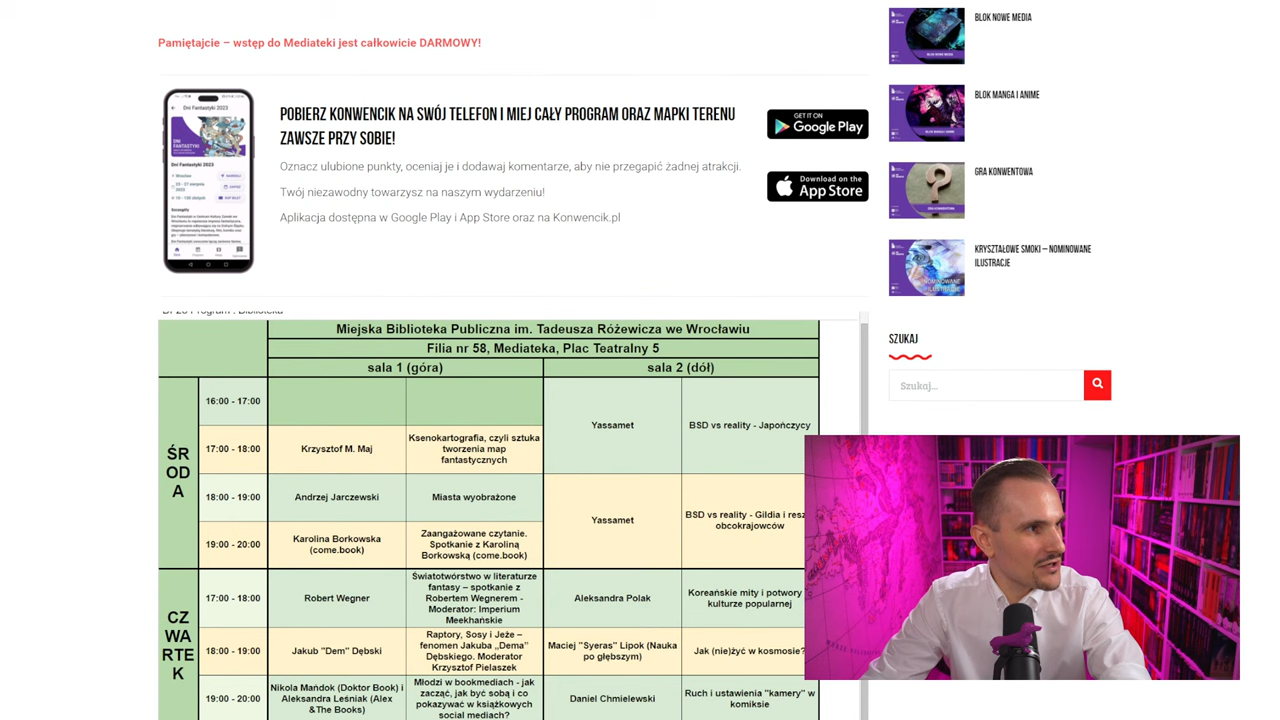 Pamiętajcie – wstęp do Mediateki jest całkowicie DARMOWY!
POBIERZ KONWENCIK NA SWÓJ TELEFON I MIEJ CAŁY PROGRAM ORAZ MAPKI TERENU
ZAWSZE PRZY SOBIE!
Oznacz ulubione punkty, oceniaj je i dodawaj komentarze, aby nie przegapić żadnej atrakcji.
Twój niezawodny towarzysz na naszym wydarzeniu!
Aplikacja dostępna w Google Play i App Store oraz na Konwencik.pl
GET IT ON
Google Play
Download on the
App Store
Dni Fantastyki 2023
DNI
FANTASTYKI
Dni Fantastyki 2023
Wrocław
BLOK NOWE MEDIA
BLOK MANGA I ANIME
GRA KONWENTOWA
KRYSZTAŁOWE SMOKI – NOMINOWANE
ILUSTRACJE
SZUKAJ
Szukaj...
Miejska Biblioteka Publiczna im. Tadeusza Różewicza we Wrocławiu
Filia nr 58, Mediateka, Plac Teatralny 5
sala 1 (góra)
sala 2 (dół)
ŚR
OD
A
16:00 - 17:00
Yassamet
BSD vs reality - Japończycy
17:00 - 18:00
Krzysztof M. Maj
Ksenokartografia, czyli sztuka
tworzenia map
fantastycznych
18:00 - 19:00
Andrzej Jarczewski
Miasta wyobrażone
Yassamet
BSD vs reality - Gildia i resz
obcokrajowców
19:00 - 20:00
Karolina Borkowska
(come.book)
Zaangażowane czytanie.
Spotkanie z Karoliną
Borkowską (come.book)
CZ
WA
RTE
K
17:00 - 18:00
Robert Wegner
Światotwórstwo w literaturze
fantasy – spotkanie z
Robertem Wegnerem -
Moderator: Imperium
Meekhańskie
Aleksandra Polak
Koreańskie mity i potwory
kulturze popularnej
18:00 - 19:00
Jakub "Dem" Dębski
Raptory, Sosy i Jeże –
fenomen Jakuba „Dema"
Dębskiego. Moderator
Krzysztof Pielaszek
Maciej "Syeras" Lipok (Nauka
po głębszym)
Jak (nie)żyć w kosmosie?
19:00 - 20:00
Nikola Mańdok (Doktor Book) i
Aleksandra Leśniak (Alex
&The Books)
Młodzi w bookmediach - jak
zacząć, jak być sobą i co
pokazywać w książkowych
social mediach?
Daniel Chmielewski
Ruch i ustawienia "kamery" w
komiksie